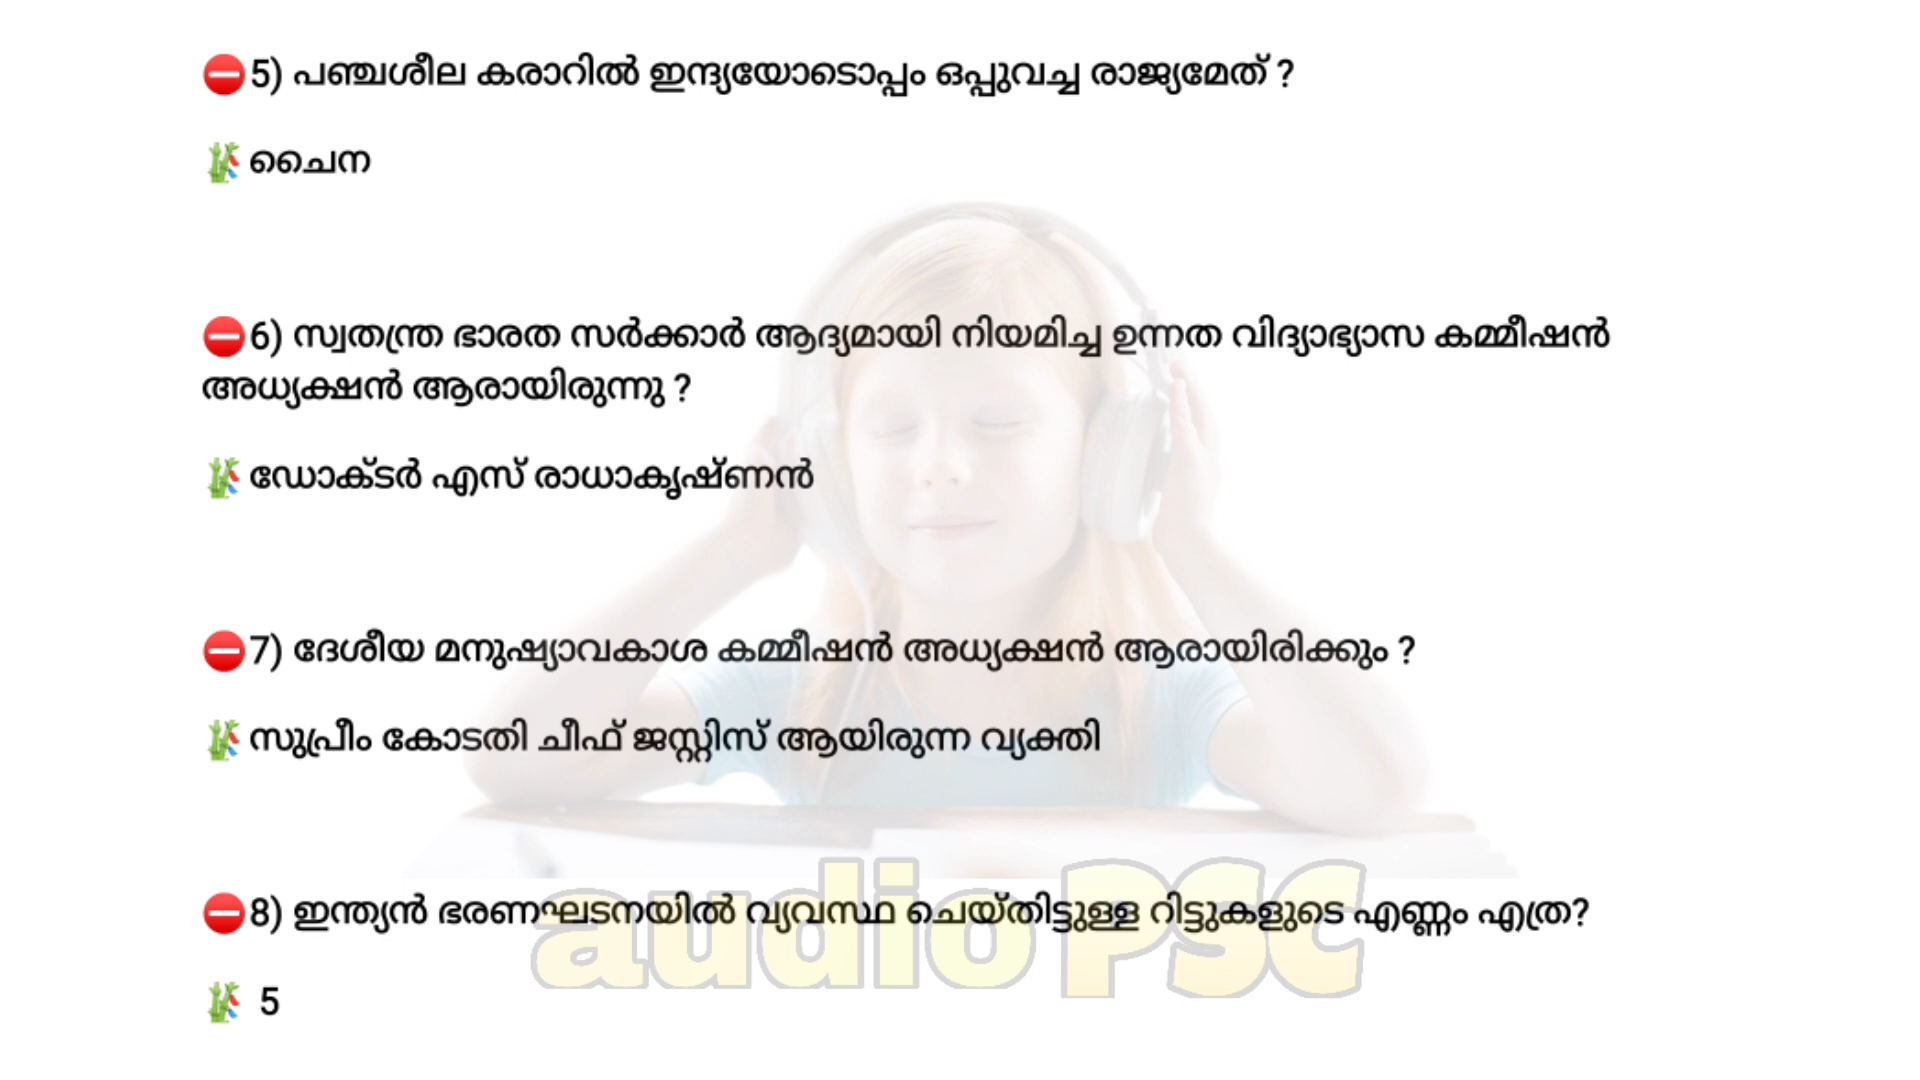 5) പഞ്ചശീല കരാറിൽ ഇന്ത്യയോടൊപ്പം ഒപ്പുവച്ച രാജ്യമേത് ?
ചൈന
6) സ്വതന്ത്ര ഭാരത സർക്കാർ ആദ്യമായി നിയമിച്ച ഉന്നത വിദ്യാഭ്യാസ കമ്മീഷൻ
അധ്യക്ഷൻ ആരായിരുന്നു ?
ഡോക്ടർ എസ് രാധാകൃഷ്ണൻ
7) ദേശീയ മനുഷ്യാവകാശ കമ്മീഷൻ അധ്യക്ഷൻ ആരായിരിക്കും ?
സുപ്രീം കോടതി ചീഫ് ജസ്റ്റിസ് ആയിരുന്ന വ്യക്തി
8) ഇന്ത്യൻ ഭരണഘടനയിൽ വ്യവസ്ഥ ചെയ്തിട്ടുള്ള റിട്ടുകളുടെ എണ്ണം എത്ര?
audio PSC
5